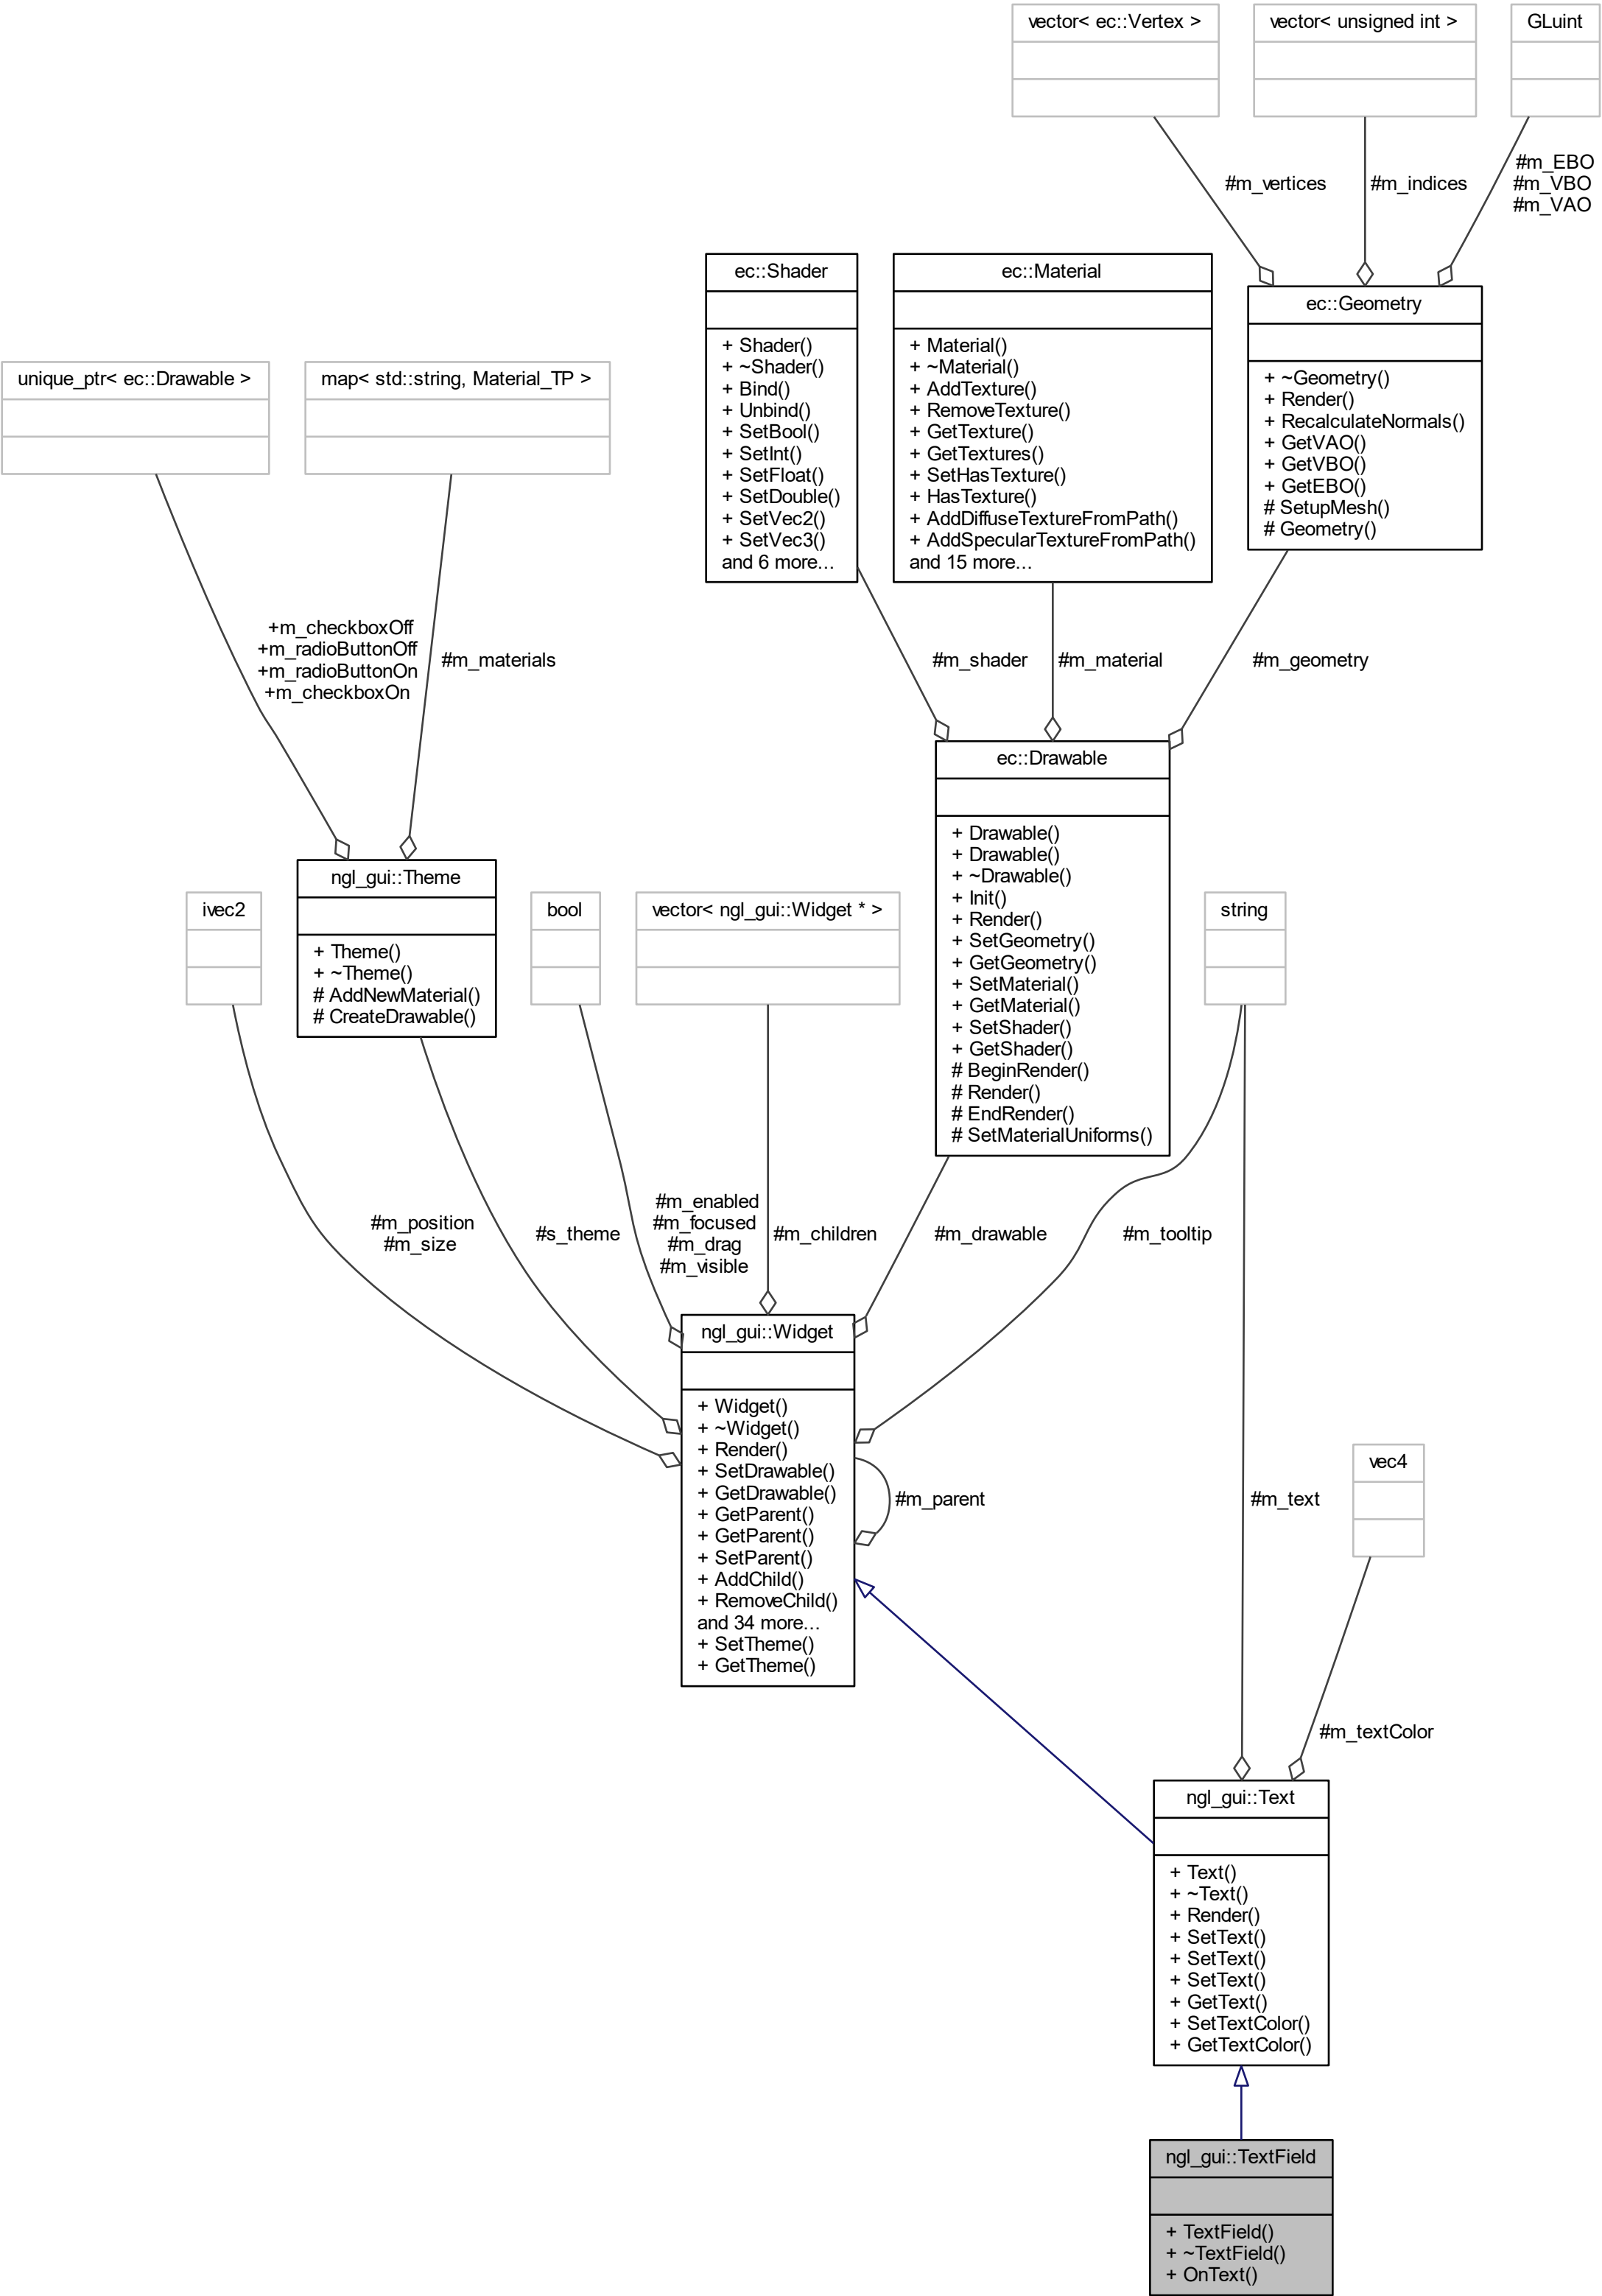 vector< ec::Vertex >
vector< unsigned int >
GLuint
#m_vertices
#m_indices
#m_EBO
#m_VBO
#m_VAO
ec::Shader
+ Shader()
+ ~Shader()
+ Bind()
+ Unbind()
+ SetBool()
+ SetInt()
+ SetFloat()
+ SetDouble()
+ SetVec2()
+ SetVec3()
and 6 more...
ec::Material
+ Material()
+ ~Material()
+ AddTexture()
+ RemoveTexture()
+ GetTexture()
+ GetTextures()
+ SetHasTexture()
+ HasTexture()
+ AddDiffuseTextureFromPath()
+ AddSpecularTextureFromPath()
and 15 more...
ec::Geometry
+ ~Geometry()
+ Render()
+ RecalculateNormals()
+ GetVAO()
+ GetVBO()
+ GetEBO()
# SetupMesh()
# Geometry()
unique_ptr< ec::Drawable >
map< std::string, Material_TP >
+m_checkboxOff
+m_radioButtonOff
+m_radioButtonOn
+m_checkboxOn
#m_materials
#m_shader
#m_material
#m_geometry
ec::Drawable
+ Drawable()
+ Drawable()
+ ~Drawable()
+ Init()
+ Render()
+ SetGeometry()
+ GetGeometry()
+ SetMaterial()
+ GetMaterial()
+ SetShader()
+ GetShader()
# BeginRender()
# Render()
# EndRender()
# SetMaterialUniforms()
ngl_gui::Theme
+ Theme()
+ ~Theme()
# AddNewMaterial()
# CreateDrawable()
ivec2
bool
vector< ngl_gui::Widget * >
string
#m_position
#m_size
#s_theme
#m_enabled
#m_focused
#m_drag
#m_visible
#m_children
#m_drawable
#m_tooltip
ngl_gui::Widget
+ Widget()
+ ~Widget()
+ Render()
+ SetDrawable()
+ GetDrawable()
+ GetParent()
+ GetParent()
+ SetParent()
+ AddChild()
+ RemoveChild()
and 34 more...
+ SetTheme()
+ GetTheme()
#m_parent
#m_text
vec4
#m_textColor
ngl_gui::Text
+ Text()
+ ~Text()
+ Render()
+ SetText()
+ SetText()
+ SetText()
+ GetText()
+ SetTextColor()
+ GetTextColor()
ngl_gui::TextField
+ TextField()
+ ~TextField()
+ OnText()